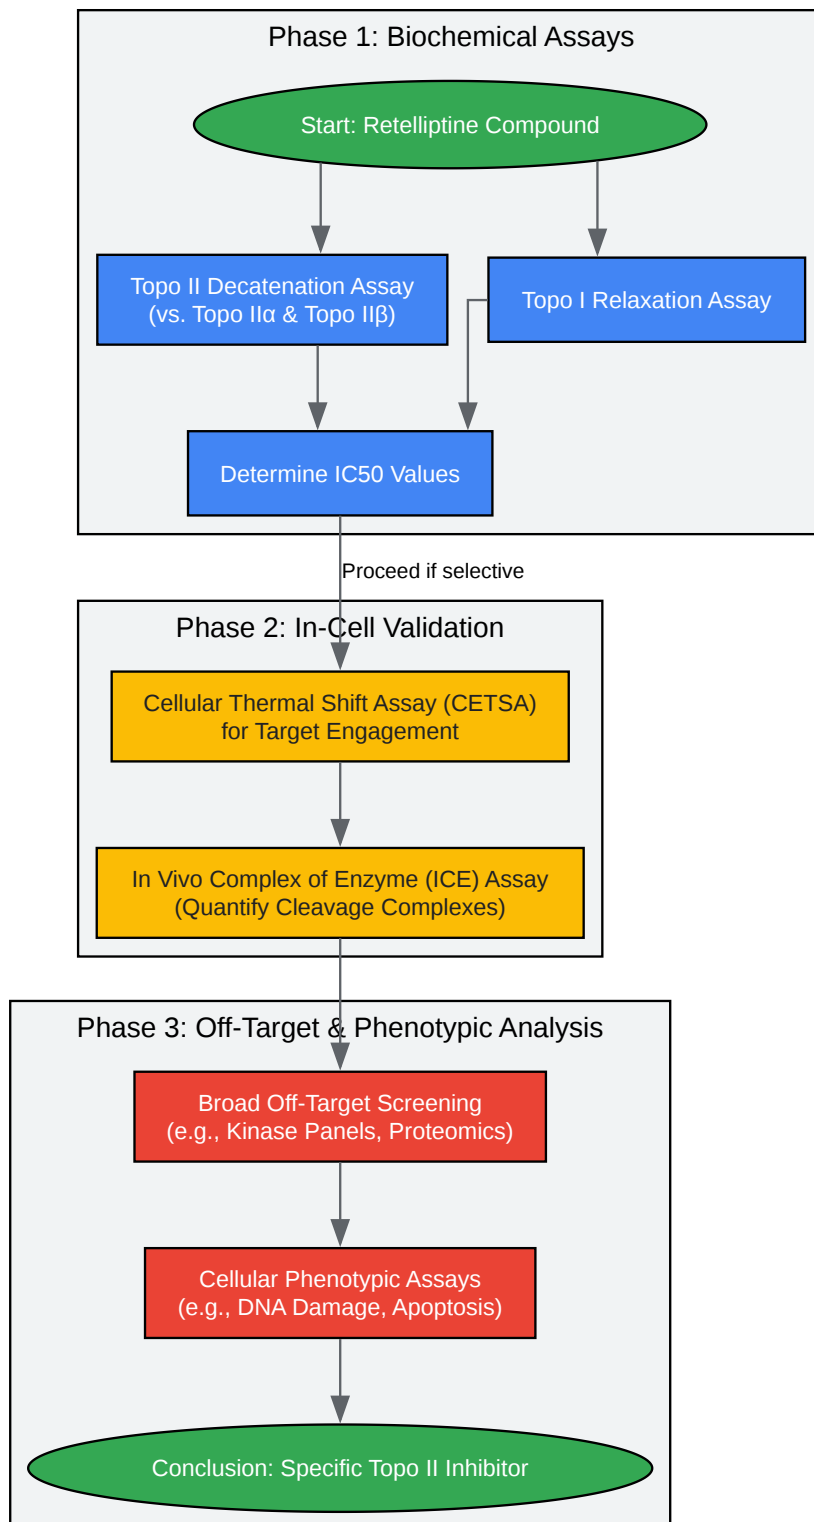 Phase 1: Biochemical Assays
Start: Retelliptine Compound
Topo II Decatenation Assay
(vs. Topo IIα & Topo IIβ)
Topo I Relaxation Assay
Determine IC50 Values
Proceed if selective
Phase 2: In-Cell Validation
Cellular Thermal Shift Assay (CETSA)
for Target Engagement
In Vivo Complex of Enzyme (ICE) Assay
(Quantify Cleavage Complexes)
Phase 3: Off-Target & Phenotypic Analysis
Broad Off-Target Screening
(e.g., Kinase Panels, Proteomics)
Cellular Phenotypic Assays
(e.g., DNA Damage, Apoptosis)
Conclusion: Specific Topo II Inhibitor